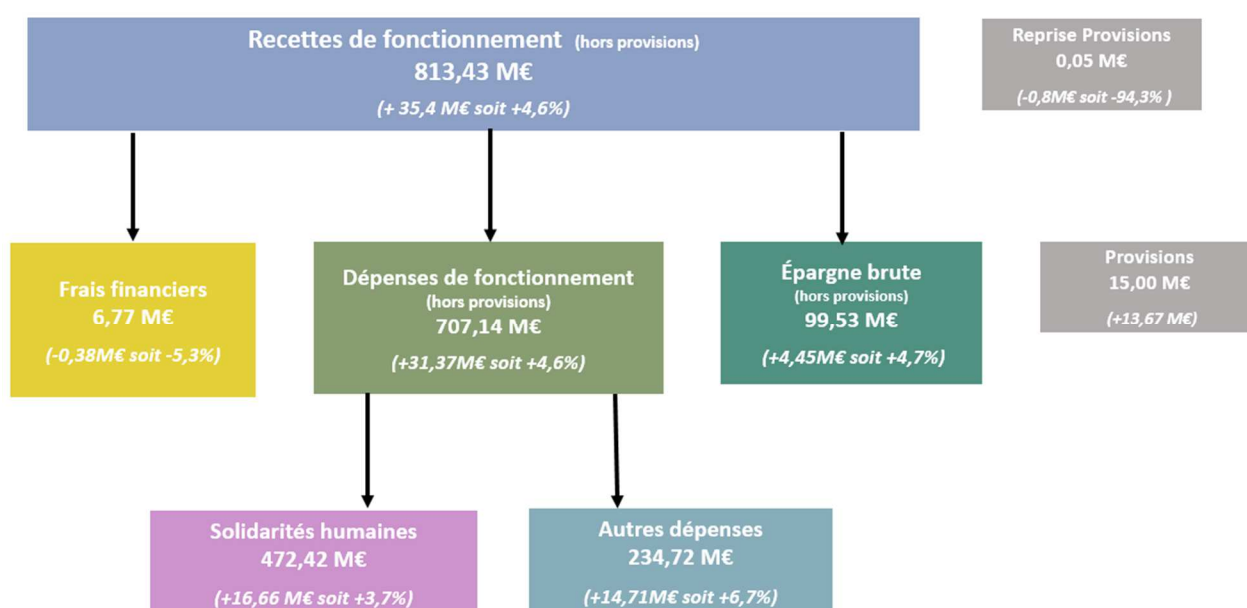 Recettes de fonctionnement (hors provisions)
813,43 M€
(+ 35,4 M€ soit +4,6%)
Reprise Provisions
0,05 M€
(-0,8M€ soit -94,3% )
Frais financiers
6,77 M€
(-0,38M€ soit -5,3%)
Dépenses de fonctionnement
(hors provisions)
707,14 M€
(+31,37M€ soit +4,6%)
Épargne brute
(hors provisions)
99,53 M€
(+4,45M€ soit +4,7%)
Provisions
15,00 M€
(+13,67 M€)
Solidarités humaines
472,42 M€
(+16,66 M€ soit +3,7%)
Autres dépenses
234,72 M€
(+14,71M€ soit +6,7%)